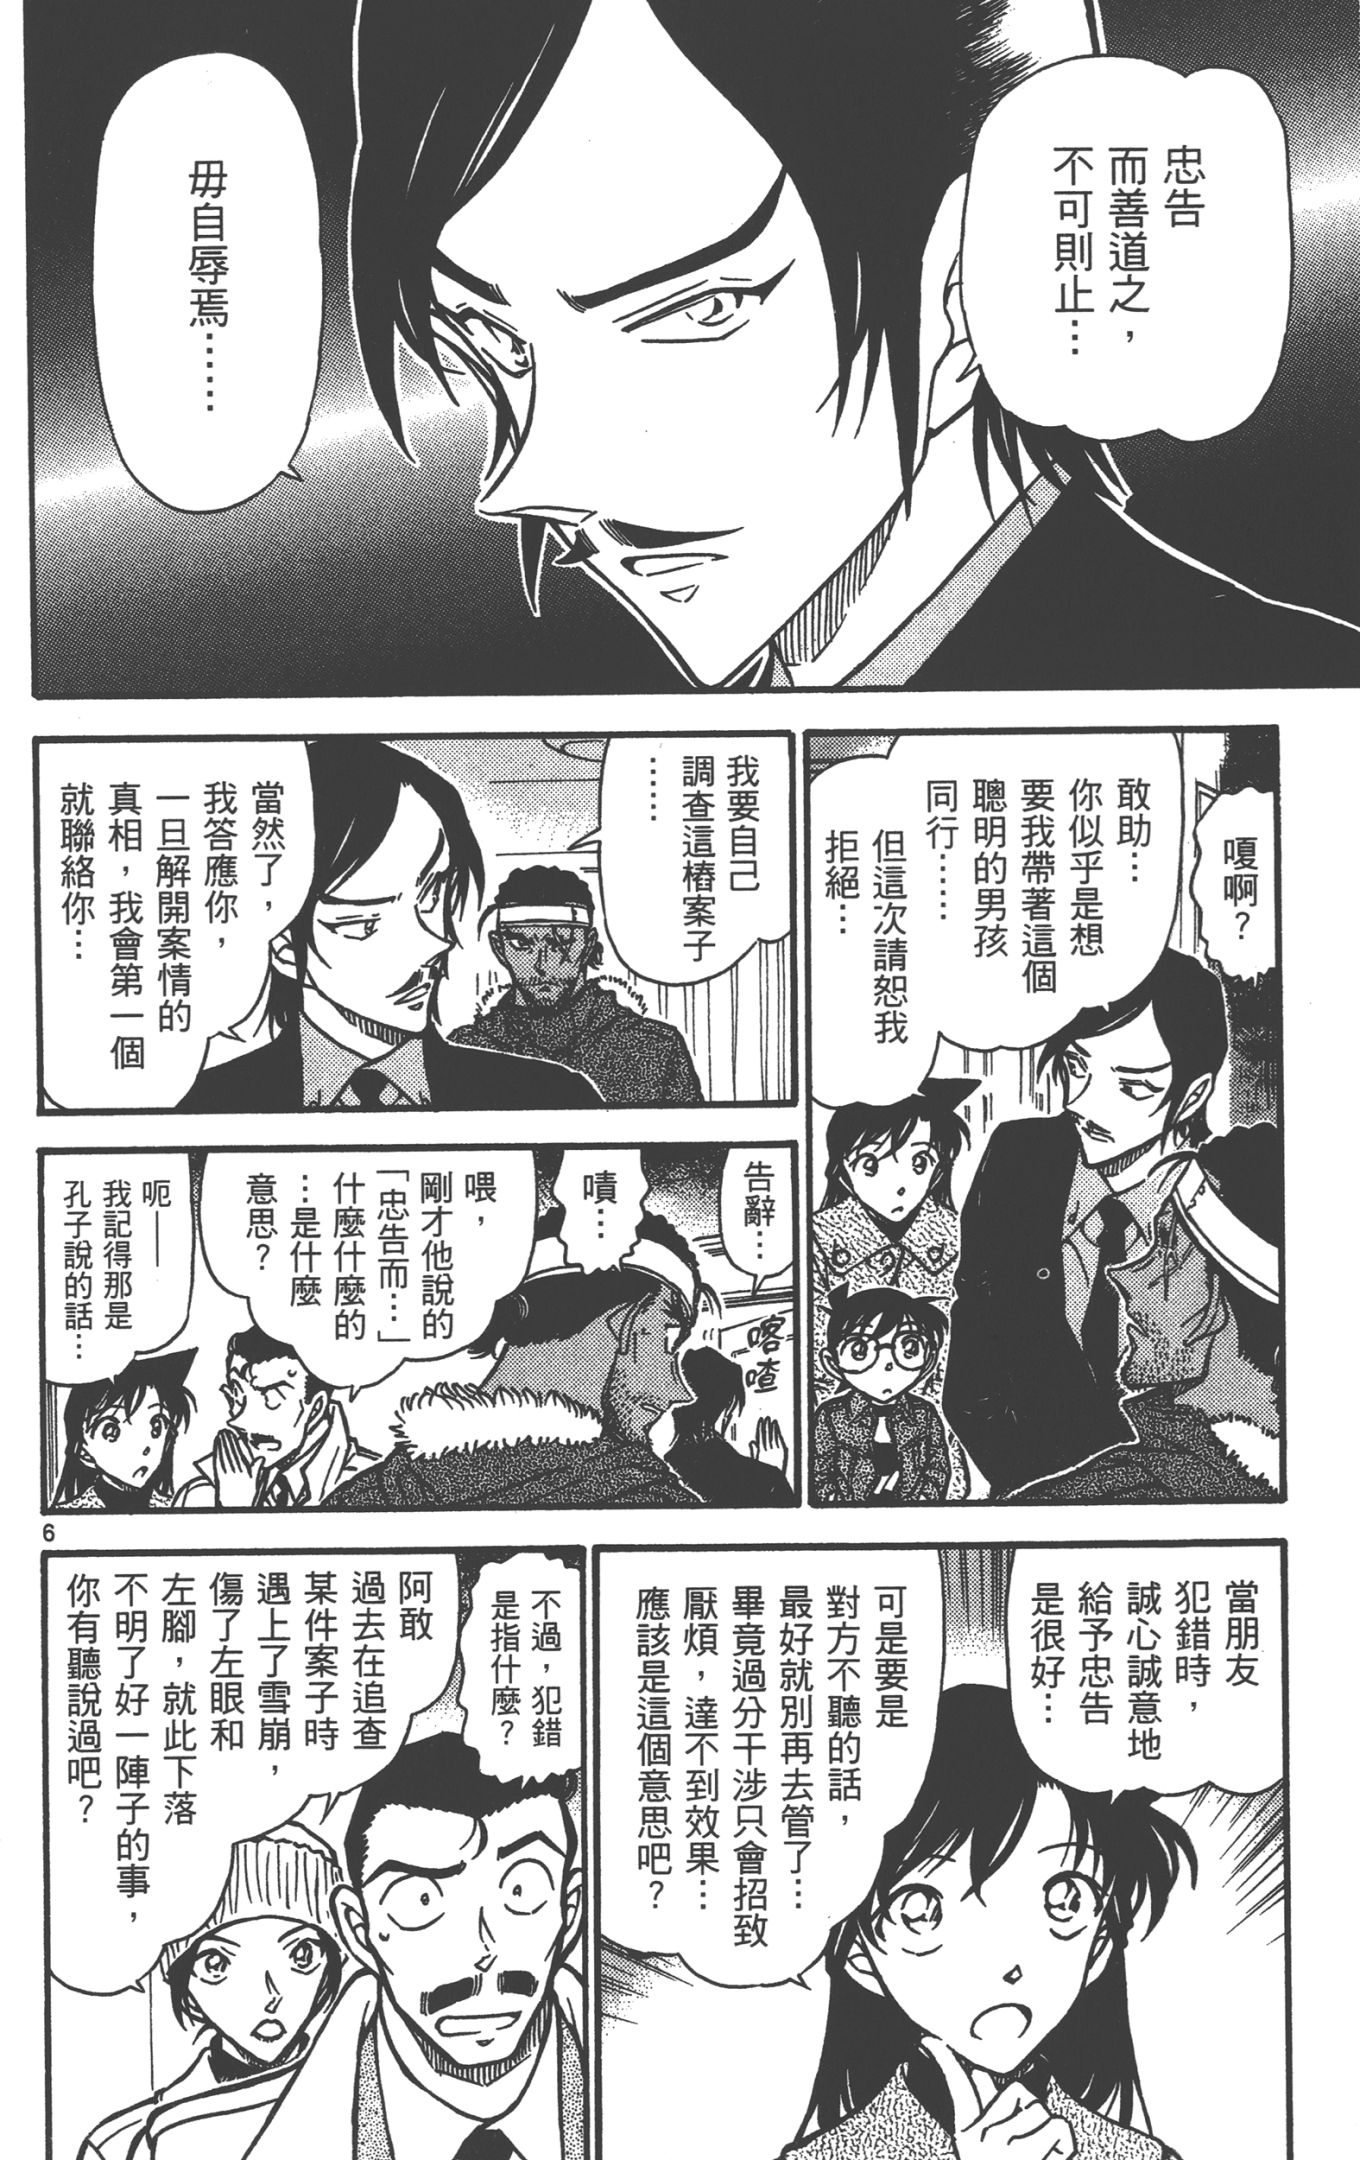 忠告
而善道之，
不可則止…
毋自辱焉……
嗄啊？
敢助…
你似乎是想
要我帶著這個
聰明的男孩
同行……
但這次請恕我
拒絕…
我要自己
調查這樁案子
……
當然了，
我答應你，
一旦解開案情的
真相，我會第一個
就聯絡你…
告辭…
喀喳
嘖…
喂，
剛才他說的
「忠告而…」
什麼什麼的
…是什麼
意思？
呃——
我記得那是
孔子說的話…
6
當朋友
犯錯時，
誠心誠意地
給予忠告
是很好…
可是要是
對方不聽的話，
最好就別再去管了…
畢竟過分干涉只會招致
厭煩，達不到效果…
應該是這個意思吧？
不過，犯錯
是指什麼？
阿敢
過去在追查
某件案子時
遇上了雪崩，
傷了左眼和
左腳，就此下落
不明了好一陣子的事，
你有聽說過吧？